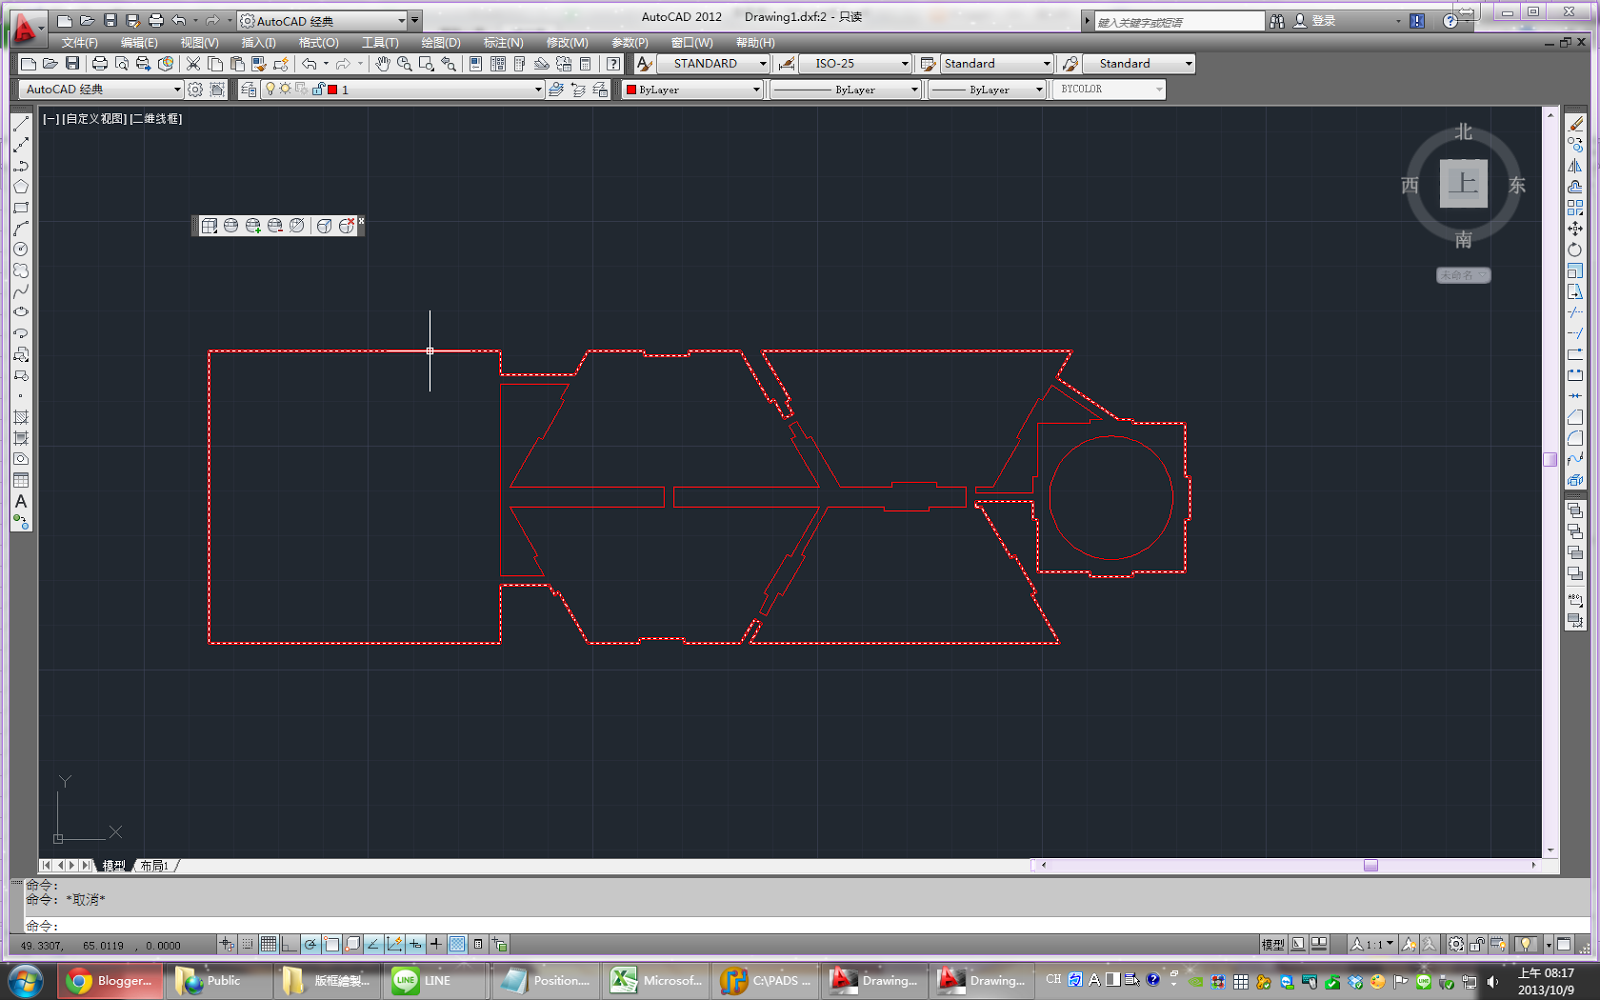 AutoCAD 经典
AutoCAD 2012 Drawing1.dxf:2 - 只读
键入关键字或短语
登录
文件(F) 编辑(E) 视图(V) 插入(I) 格式(O) 工具(T) 绘图(D) 标注(N) 修改(M) 参数(P) 窗口(W) 帮助(H)
STANDARD ISO-25 Standard Standard
AutoCAD 经典 1 ByLayer ByLayer ByLayer BYCOLOR
[−][自定义视图][二维线框]
北
西 上 东
南
未命名
Y
X
模型 布局1
命令:
命令: *取消*
命令:
49.3307, 65.0119 , 0.0000
模型 1:1
Blogger... Public 版框繪製... LINE Position.... Microsof... C:\PADS ... Drawing... Drawing...
CH
上午 08:17
2013/10/9